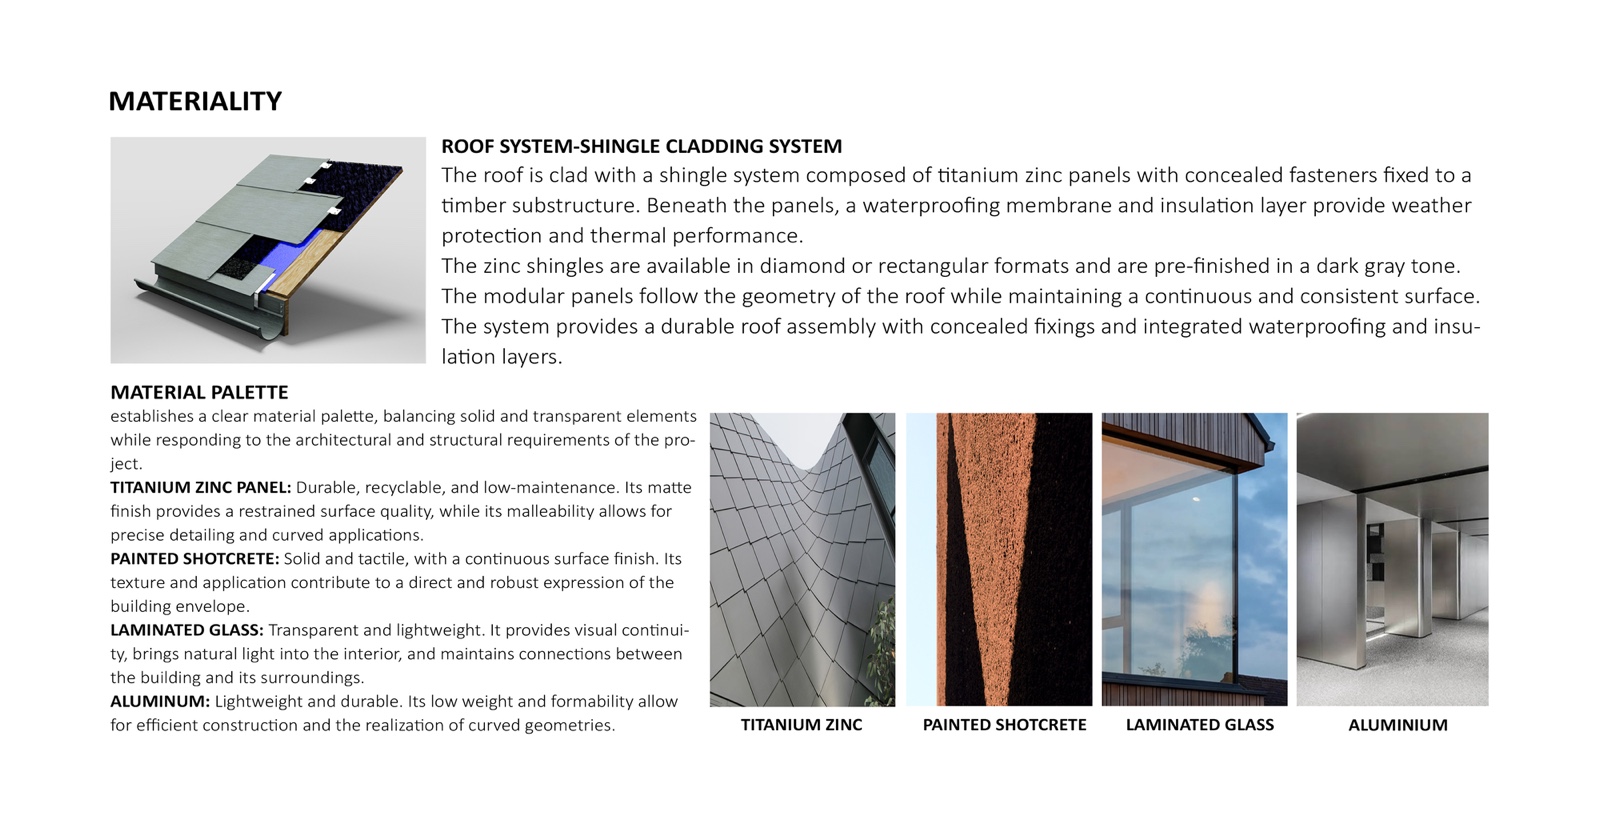 MATERIALITY
ROOF SYSTEM-SHINGLE CLADDING SYSTEM
The roof is clad with a shingle system composed of titanium zinc panels with concealed fasteners fixed to a
timber substructure. Beneath the panels, a waterproofing membrane and insulation layer provide weather
protection and thermal performance.
The zinc shingles are available in diamond or rectangular formats and are pre-finished in a dark gray tone.
The modular panels follow the geometry of the roof while maintaining a continuous and consistent surface.
The system provides a durable roof assembly with concealed fixings and integrated waterproofing and insu-
lation layers.
MATERIAL PALETTE
establishes a clear material palette, balancing solid and transparent elements
while responding to the architectural and structural requirements of the pro-
ject.
TITANIUM ZINC PANEL: Durable, recyclable, and low-maintenance. Its matte
finish provides a restrained surface quality, while its malleability allows for
precise detailing and curved applications.
PAINTED SHOTCRETE: Solid and tactile, with a continuous surface finish. Its
texture and application contribute to a direct and robust expression of the
building envelope.
LAMINATED GLASS: Transparent and lightweight. It provides visual continui-
ty, brings natural light into the interior, and maintains connections between
the building and its surroundings.
ALUMINUM: Lightweight and durable. Its low weight and formability allow
for efficient construction and the realization of curved geometries.
TITANIUM ZINC
PAINTED SHOTCRETE
LAMINATED GLASS
ALUMINIUM